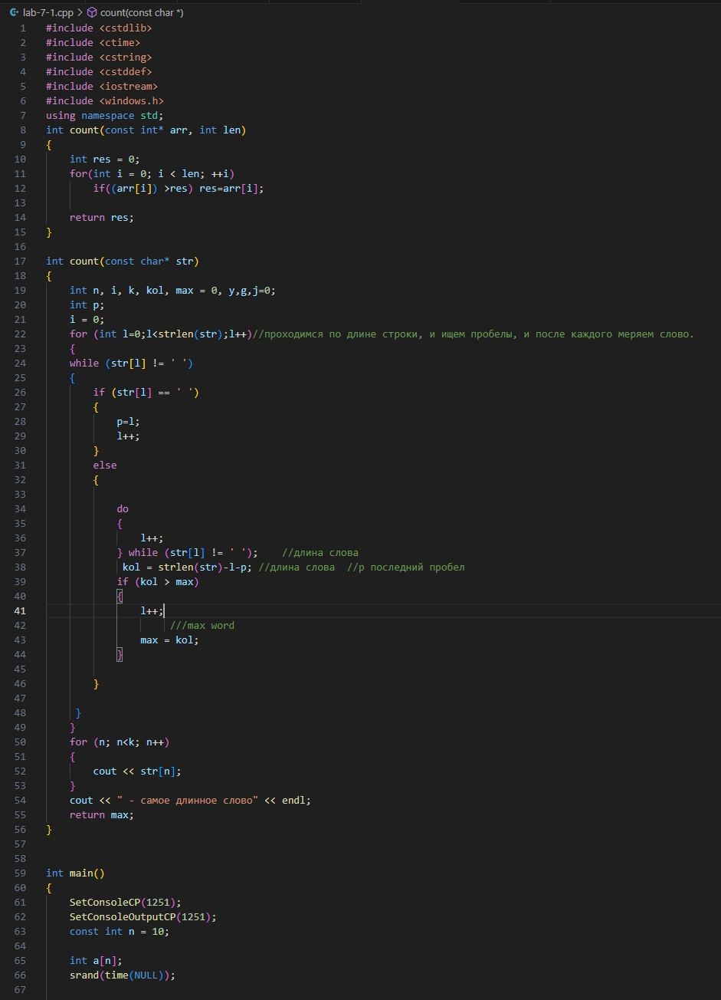 lab-7-1.cpp > count(const char *)
1 #include <cstdlib>
2 #include <ctime>
3 #include <cstring>
4 #include <cstddef>
5 #include <iostream>
6 #include <windows.h>
7 using namespace std;
8 int count(const int* arr, int len)
9 {
10 int res = 0;
11 for(int i = 0; i < len; ++i)
12 if((arr[i]) >res) res=arr[i];
13
14 return res;
15 }
16
17 int count(const char* str)
18 {
19 int n, i, k, kol, max = 0, y,g,j=0;
20 int p;
21 i = 0;
22 for (int l=0;l<strlen(str);l++)//проходимся по длине строки, и ищем пробелы, и после каждого меряем слово.
23 {
24 while (str[l] != ' ')
25 {
26 if (str[l] == ' ')
27 {
28 p=l;
29 l++;
30 }
31 else
32 {
33
34 do
35 {
36 l++;
37 } while (str[l] != ' '); //длина слова
38 kol = strlen(str)-l-p; //длина слова //p последний пробел
39 if (kol > max)
40 {
41 l++;
42 ///max word
43 max = kol;
44 }
45
46 }
47
48 }
49 }
50 for (n; n<k; n++)
51 {
52 cout << str[n];
53 }
54 cout << " - самое длинное слово" << endl;
55 return max;
56 }
57
58
59 int main()
60 {
61 SetConsoleCP(1251);
62 SetConsoleOutputCP(1251);
63 const int n = 10;
64
65 int a[n];
66 srand(time(NULL));
67